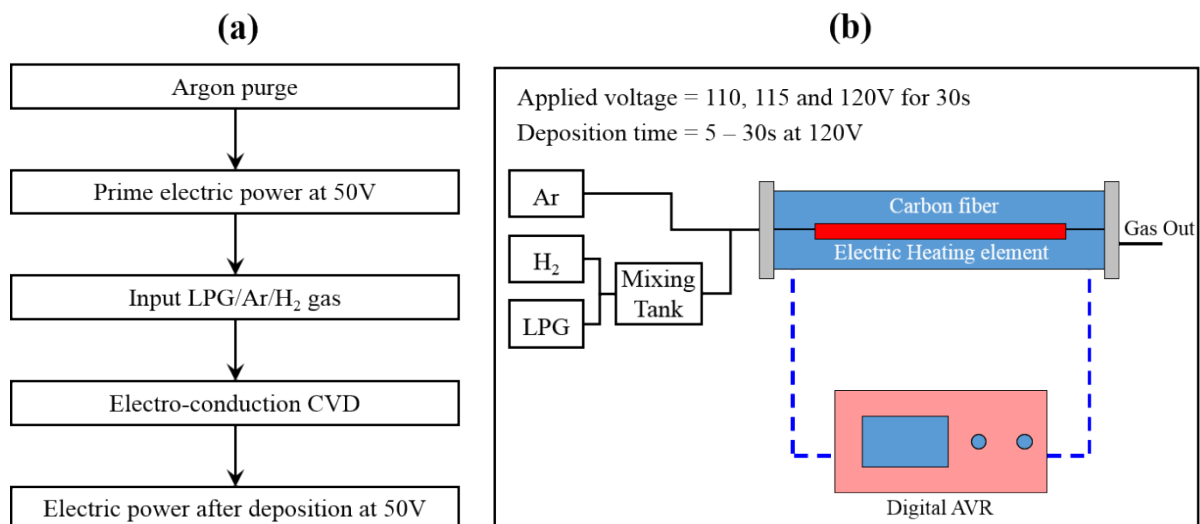 (a)
Argon purge
Prime electric power at 50V
Input LPG/Ar/H₂ gas
Electro-conduction CVD
Electric power after deposition at 50V
(b)
Applied voltage = 110, 115 and 120V for 30s
Deposition time = 5 – 30s at 120V
Ar
H₂
LPG
Mixing
Tank
Carbon fiber
Electric Heating element
Gas Out
Digital AVR